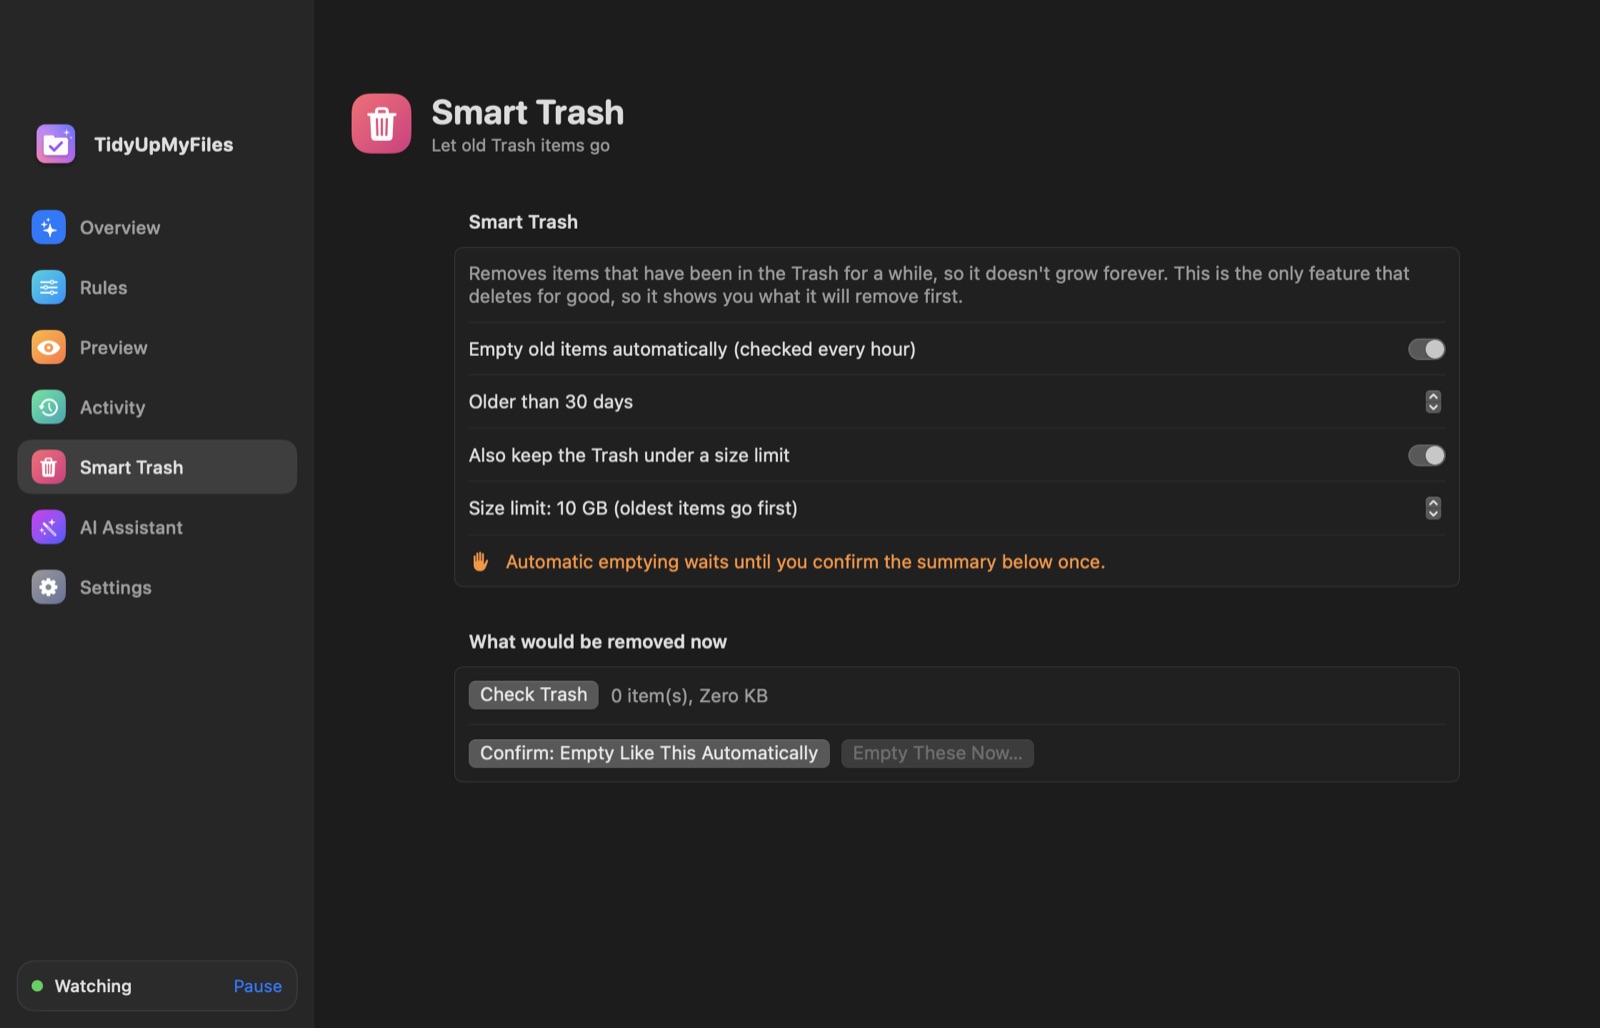 TidyUpMyFiles
Overview
Rules
Preview
Activity
Smart Trash
AI Assistant
Settings
Watching
Pause
Smart Trash
Let old Trash items go
Smart Trash
Removes items that have been in the Trash for a while, so it doesn't grow forever. This is the only feature that
deletes for good, so it shows you what it will remove first.
Empty old items automatically (checked every hour)
Older than 30 days
Also keep the Trash under a size limit
Size limit: 10 GB (oldest items go first)
Automatic emptying waits until you confirm the summary below once.
What would be removed now
Check Trash
0 item(s), Zero KB
Confirm: Empty Like This Automatically
Empty These Now...